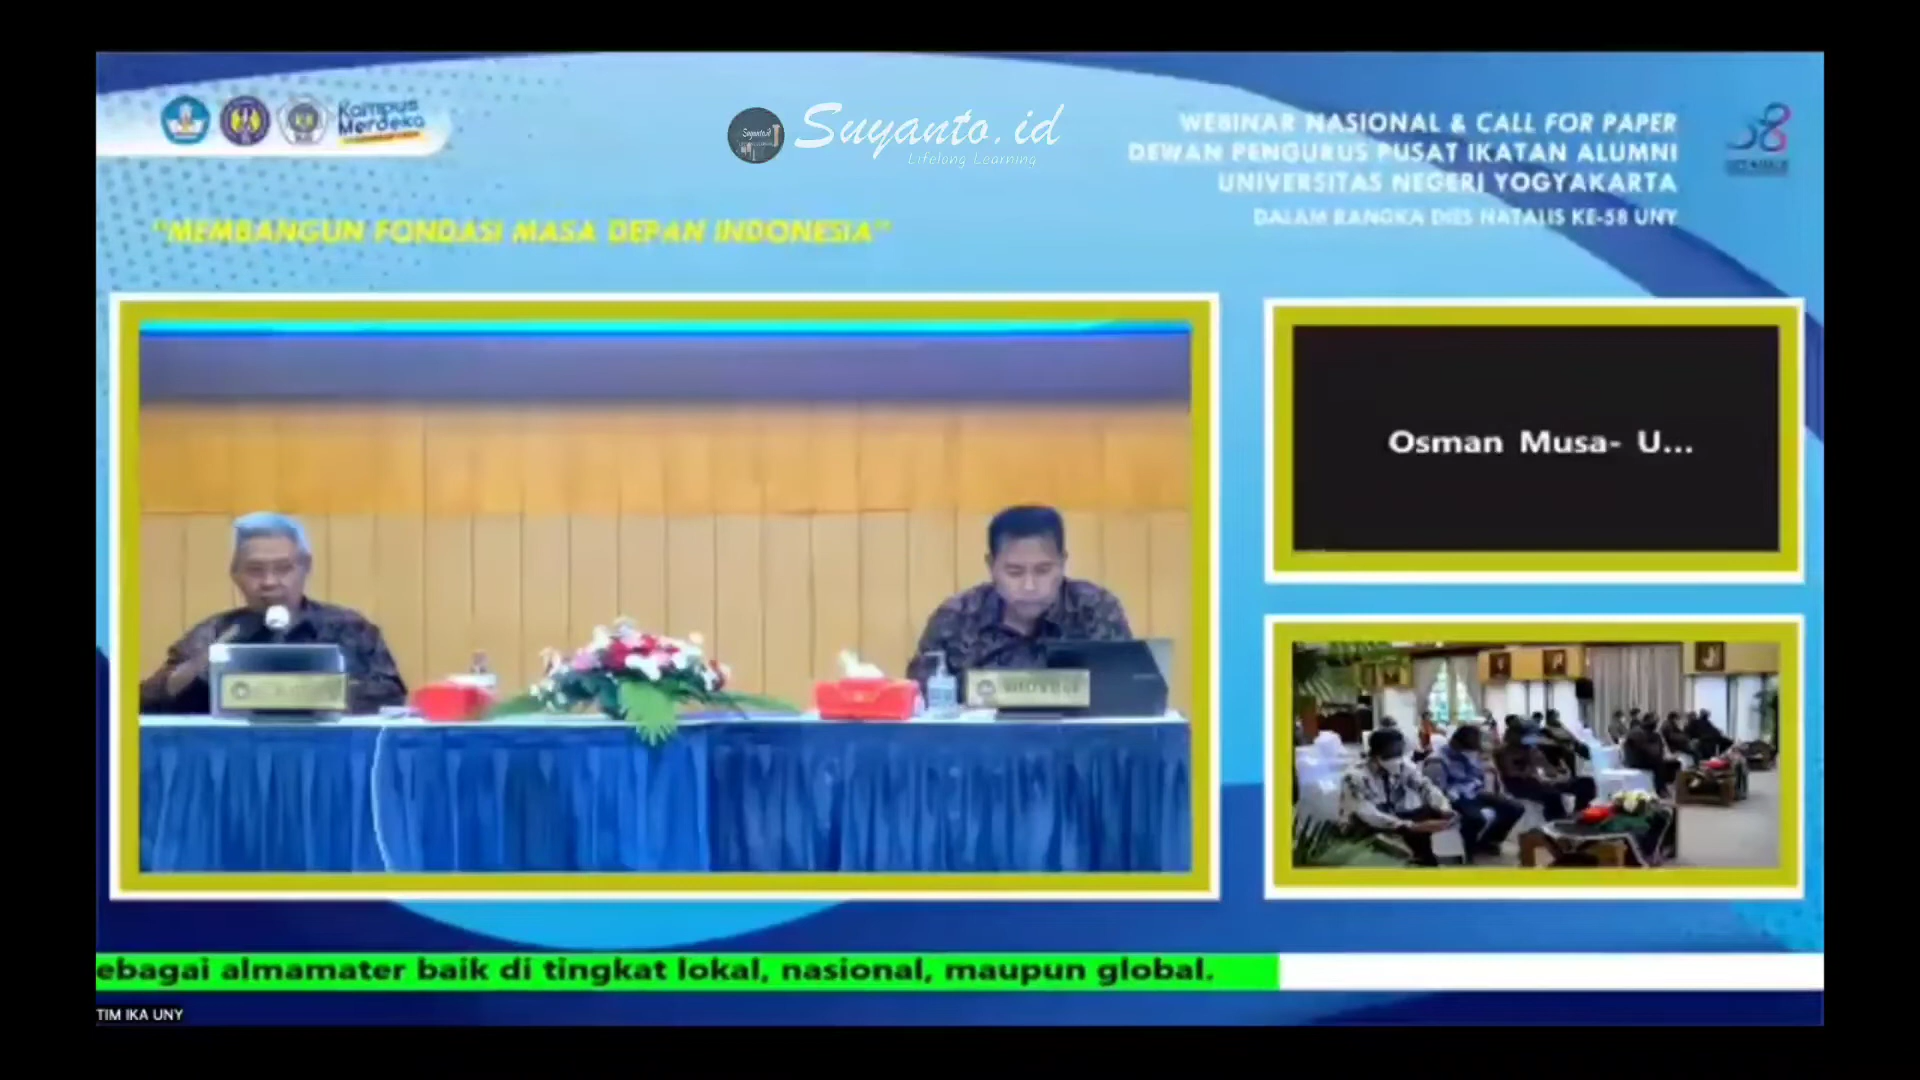 Kampus
Merdeka
Suyanto.id
Lifelong Learning
WEBINAR NASIONAL & CALL FOR PAPER
DEWAN PENGURUS PUSAT IKATAN ALUMNI
UNIVERSITAS NEGERI YOGYAKARTA
DALAM RANGKA DIES NATALIS KE-58 UNY
58
"MEMBANGUN FONDASI MASA DEPAN INDONESIA"
Osman Musa- U...
ebagai almamater baik di tingkat lokal, nasional, maupun global.
TIM IKA UNY